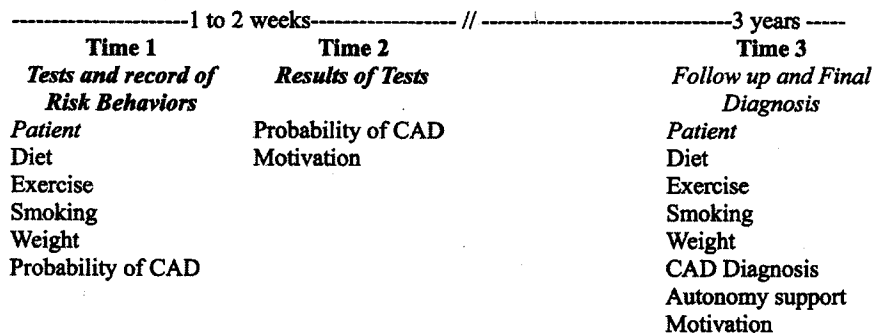 -----------------------1 to 2 weeks------------------- // ---------------------------------3 years -----
Time 1 Time 2 Time 3
Tests and record of Results of Tests Follow up and Final
Risk Behaviors Diagnosis
Patient Probability of CAD Patient
Diet Motivation Diet
Exercise Exercise
Smoking Smoking
Weight Weight
Probability of CAD CAD Diagnosis
Autonomy support
Motivation